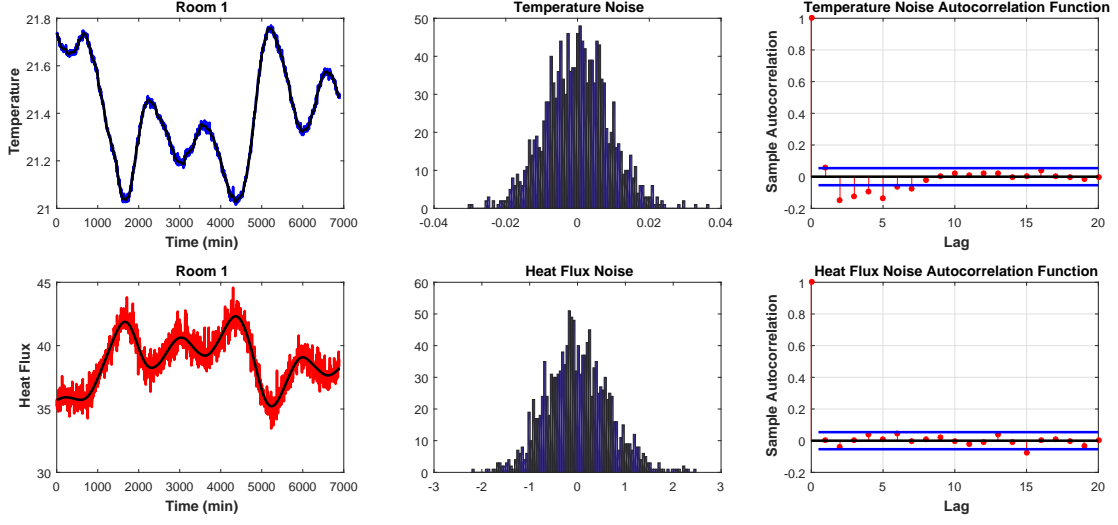 Room 1
Temperature
21.8
21.6
21.4
21.2
21
0 1000 2000 3000 4000 5000 6000 7000
Time (min)
Temperature Noise
50
40
30
20
10
0
-0.04 -0.02 0 0.02 0.04
Temperature Noise Autocorrelation Function
Sample Autocorrelation
1
0.8
0.6
0.4
0.2
0
-0.2
0 5 10 15 20
Lag
Room 1
Heat Flux
45
40
35
30
0 1000 2000 3000 4000 5000 6000 7000
Time (min)
Heat Flux Noise
60
50
40
30
20
10
0
-3 -2 -1 0 1 2 3
Heat Flux Noise Autocorrelation Function
Sample Autocorrelation
1
0.8
0.6
0.4
0.2
0
-0.2
0 5 10 15 20
Lag